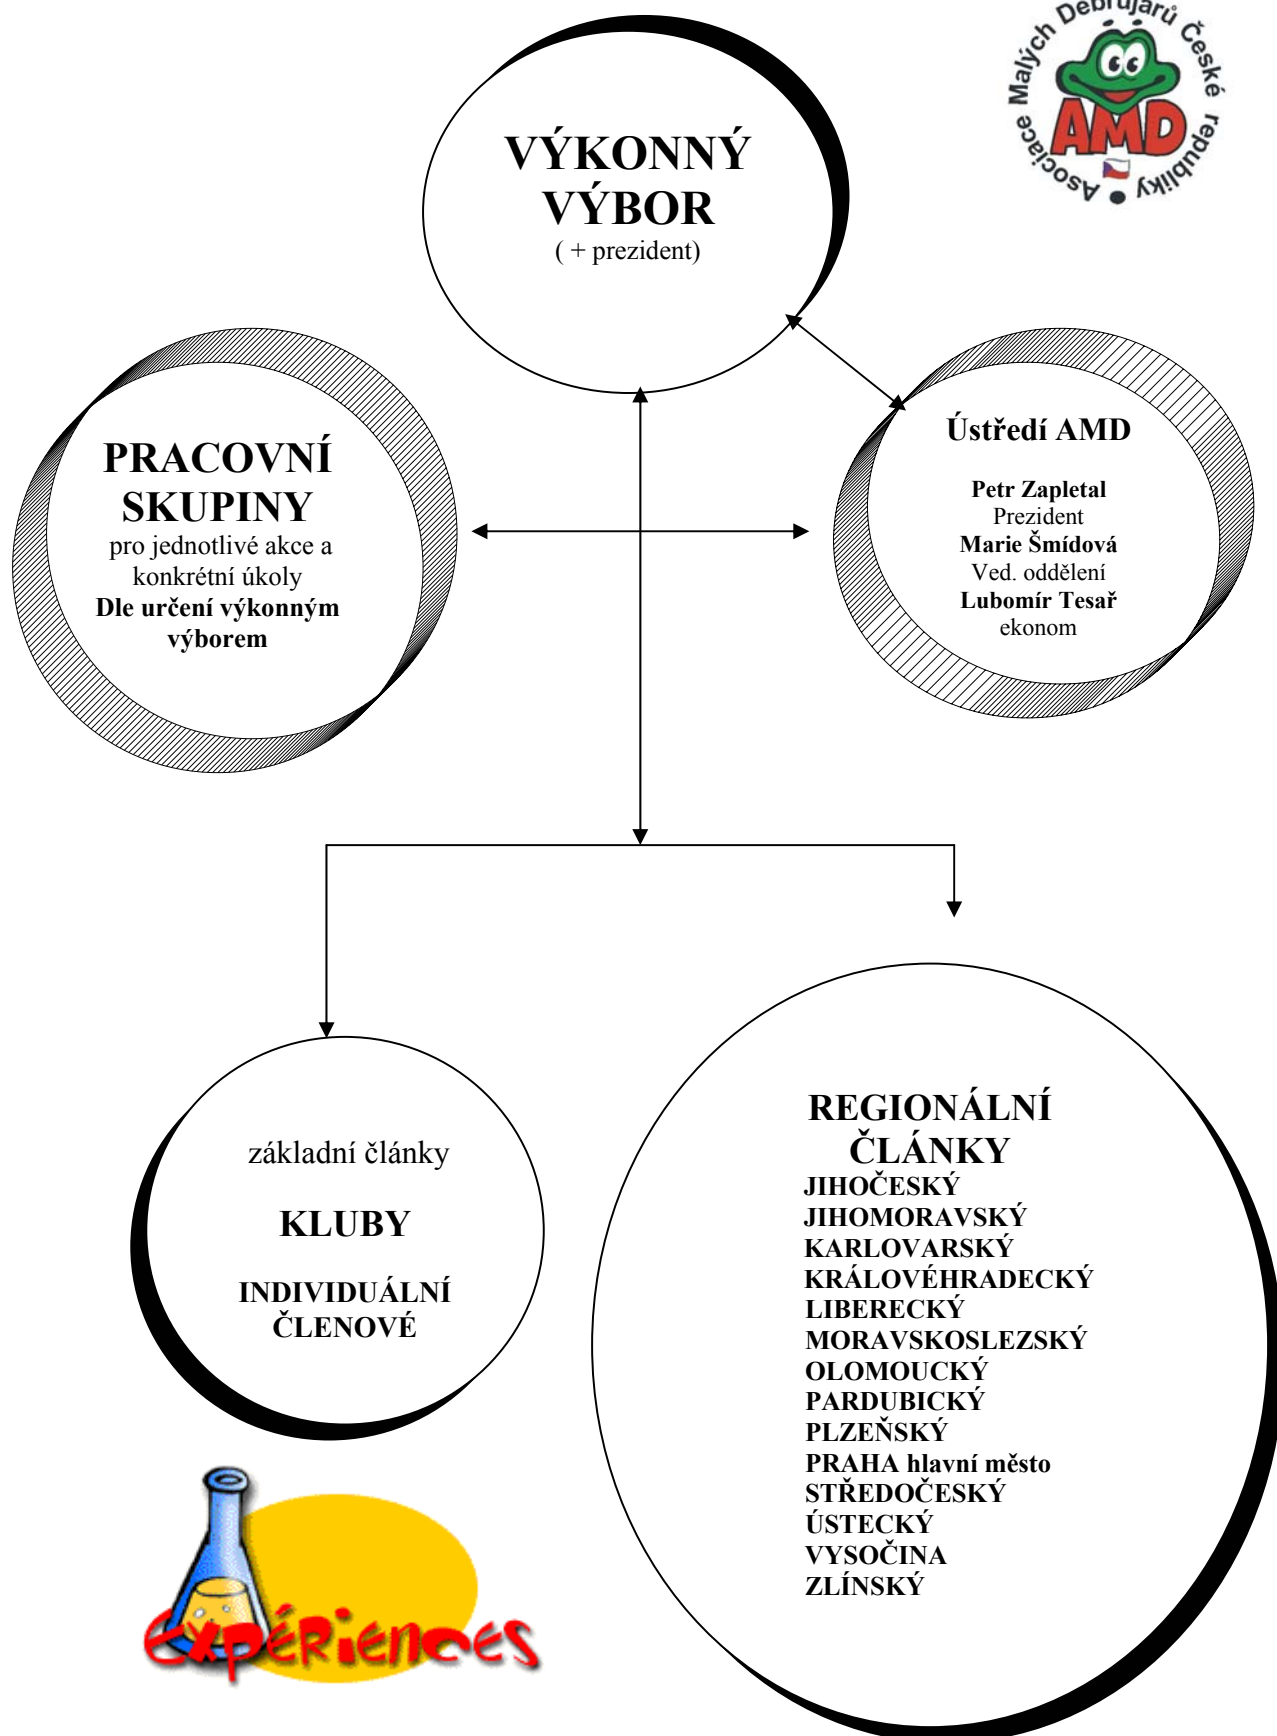 Asociace Malých Debrujárů České republiky
AMD
VÝKONNÝ
VÝBOR
( + prezident)
PRACOVNÍ
SKUPINY
pro jednotlivé akce a
konkrétní úkoly
Dle určení výkonným
výborem
Ústředí AMD
Petr Zapletal
Prezident
Marie Šmídová
Ved. oddělení
Lubomír Tesař
ekonom
základní články
KLUBY
INDIVIDUÁLNÍ
ČLENOVÉ
REGIONÁLNÍ
ČLÁNKY
JIHOČESKÝ
JIHOMORAVSKÝ
KARLOVARSKÝ
KRÁLOVÉHRADECKÝ
LIBERECKÝ
MORAVSKOSLEZSKÝ
OLOMOUCKÝ
PARDUBICKÝ
PLZEŇSKÝ
PRAHA hlavní město
STŘEDOČESKÝ
ÚSTECKÝ
VYSOČINA
ZLÍNSKÝ
expériences